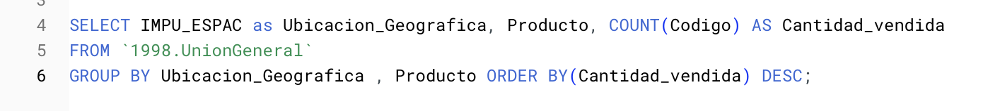 3
4 SELECT IMPU_ESPAC as Ubicacion_Geografica, Producto, COUNT(Codigo) AS Cantidad_vendida
5 FROM `1998.UnionGeneral`
6 GROUP BY Ubicacion_Geografica , Producto ORDER BY(Cantidad_vendida) DESC;